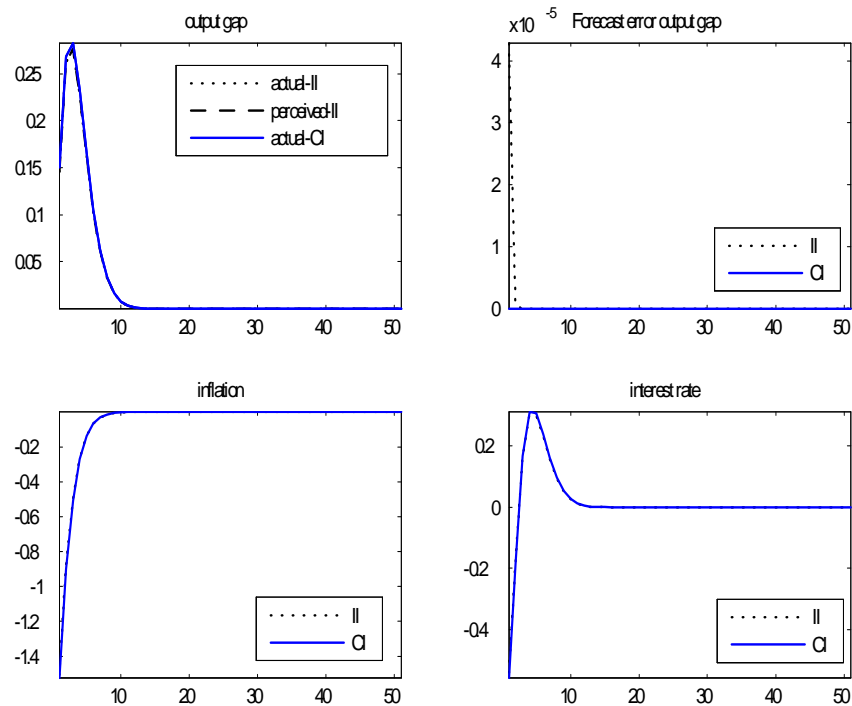 output gap
0.25
0.2
0.15
0.1
0.05
10 20 30 40 50
actual-II
perceived-II
actual-CI
Forecast error output gap
x 10 -5
4
3
2
1
0
10 20 30 40 50
II
CI
inflation
-0.2
-0.4
-0.6
-0.8
-1
-1.2
-1.4
10 20 30 40 50
II
CI
interest rate
0.2
0
-0.2
-0.4
10 20 30 40 50
II
CI